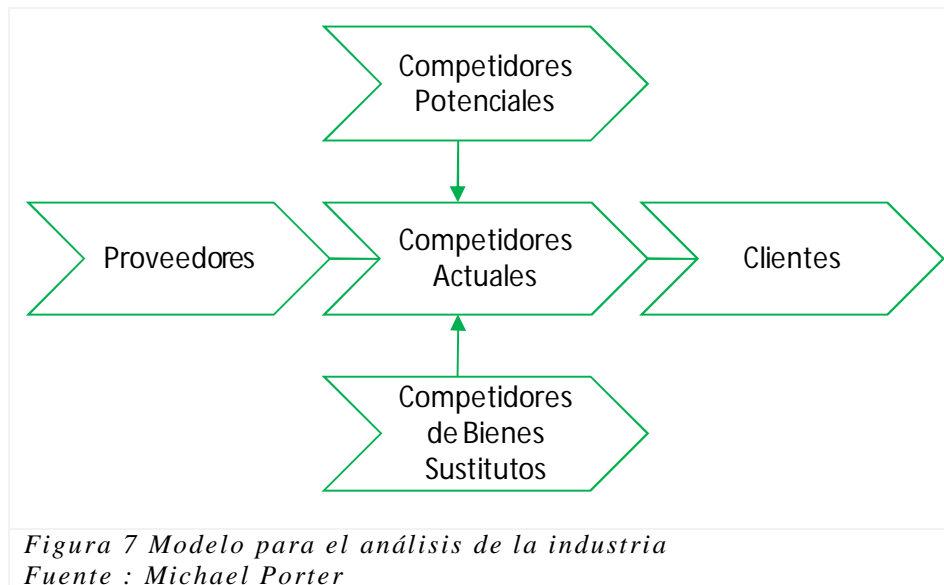 Competidores
Potenciales
Proveedores
Competidores
Actuales
Clientes
Competidores
de Bienes
Sustitutos
Figura 7 Modelo para el análisis de la industria
Fuente : Michael Porter